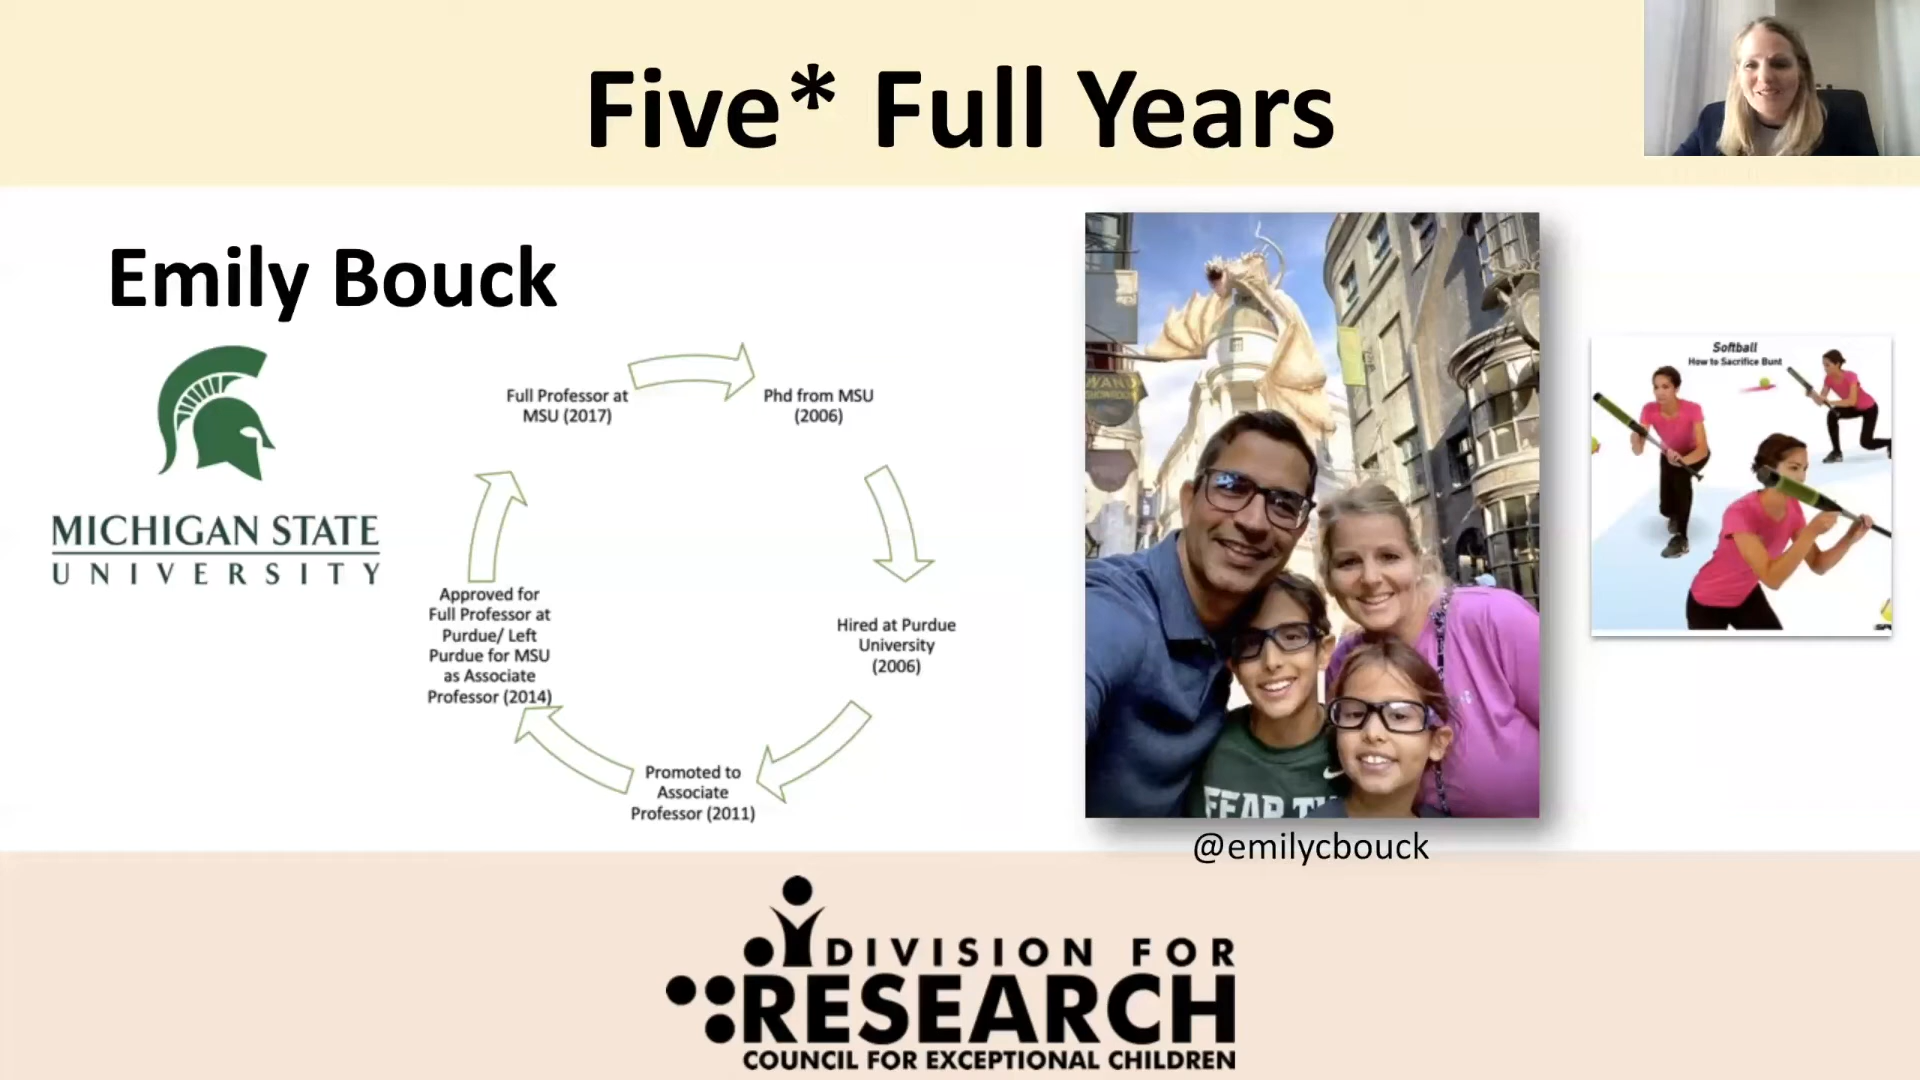 Five* Full Years
Emily Bouck
MICHIGAN STATE
UNIVERSITY
Full Professor at
MSU (2017)
Phd from MSU
(2006)
Hired at Purdue
University
(2006)
Promoted to
Associate
Professor (2011)
Approved for
Full Professor at
Purdue/ Left
Purdue for MSU
as Associate
Professor (2014)
WAND
FEAR
@emilycbouck
Softball
How to Sacrifice Bunt
DIVISION FOR
RESEARCH
COUNCIL FOR EXCEPTIONAL CHILDREN